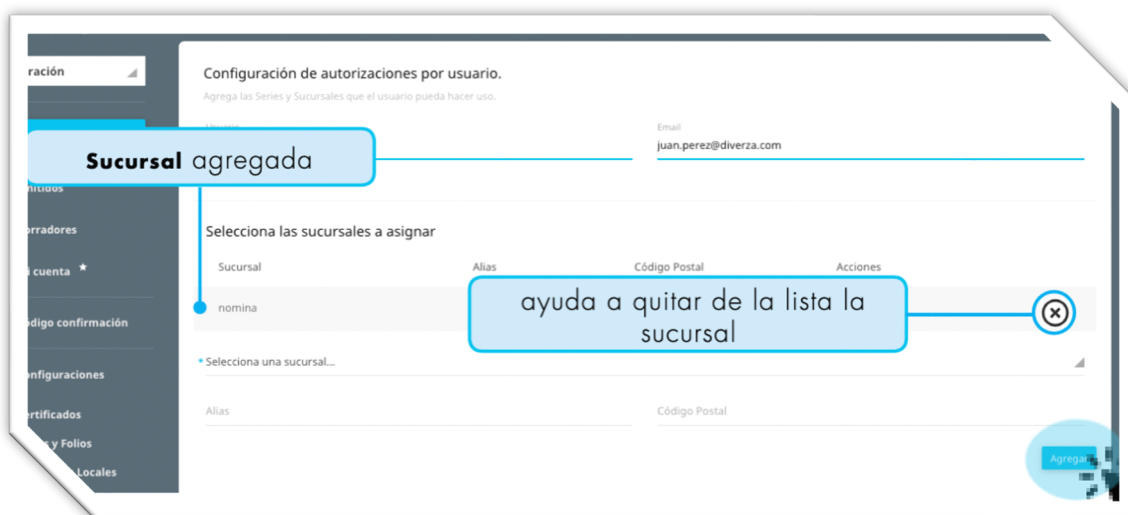 ración
Configuración de autorizaciones por usuario.
Agrega las Series y Sucursales que el usuario pueda hacer uso.
Email
juan.perez@diverza.com
Sucursal agregada
Selecciona las sucursales a asignar
Sucursal Alias Código Postal Acciones
nomina
ayuda a quitar de la lista la
sucursal
* Selecciona una sucursal...
Alias Código Postal
Agregar
nitidos
orradores
i cuenta ★
ódigo confirmación
onfiguraciones
ertificados
s y Folios
Locales